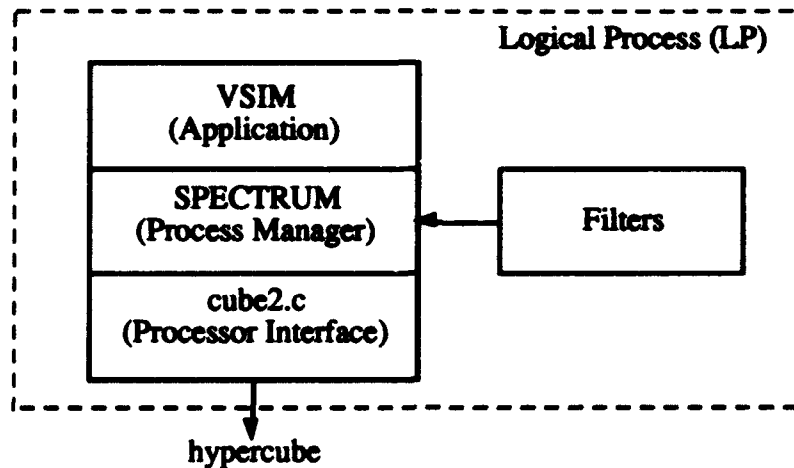 Logical Process (LP)
VSIM
(Application)
SPECTRUM
(Process Manager)
Filters
cube2.c
(Processor Interface)
hypercube